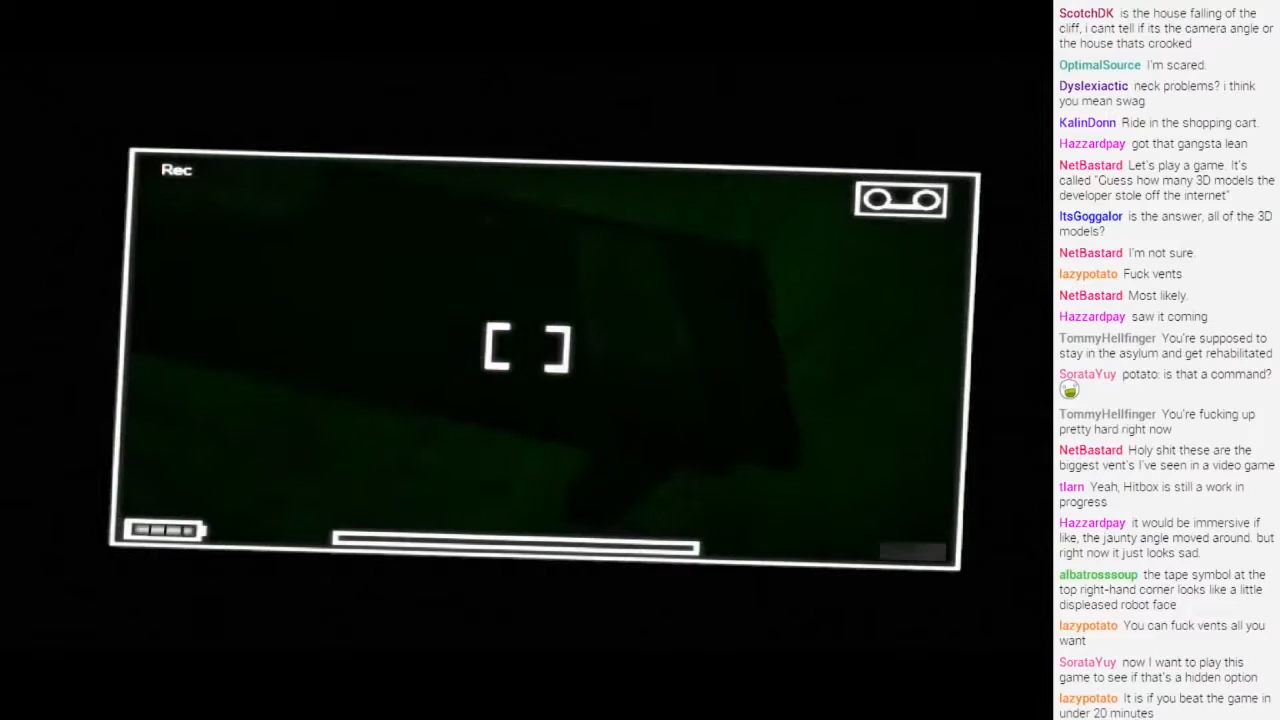 Rec
ScotchDK is the house falling of the
cliff, i cant tell if its the camera angle or
the house thats crooked
OptimalSource I'm scared.
Dyslexiactic neck problems? i think
you mean swag
KalinDonn Ride in the shopping cart.
Hazzardpay got that gangsta lean
NetBastard Let's play a game. It's
called "Guess how many 3D models the
developer stole off the internet"
ItsGoggalor is the answer, all of the 3D
models?
NetBastard I'm not sure.
lazypotato Fuck vents
NetBastard Most likely.
Hazzardpay saw it coming
TommyHellfinger You're supposed to
stay in the asylum and get rehabilitated
SorataYuy potato: is that a command?
TommyHellfinger You're fucking up
pretty hard right now
NetBastard Holy shit these are the
biggest vent's I've seen in a video game
tlarn Yeah, Hitbox is still a work in
progress
Hazzardpay it would be immersive if
like, the jaunty angle moved around. but
right now it just looks sad.
albatrosssoup the tape symbol at the
top right-hand corner looks like a little
displeased robot face
lazypotato You can fuck vents all you
want
SorataYuy now I want to play this
game to see if that's a hidden option
lazypotato It is if you beat the game in
under 20 minutes